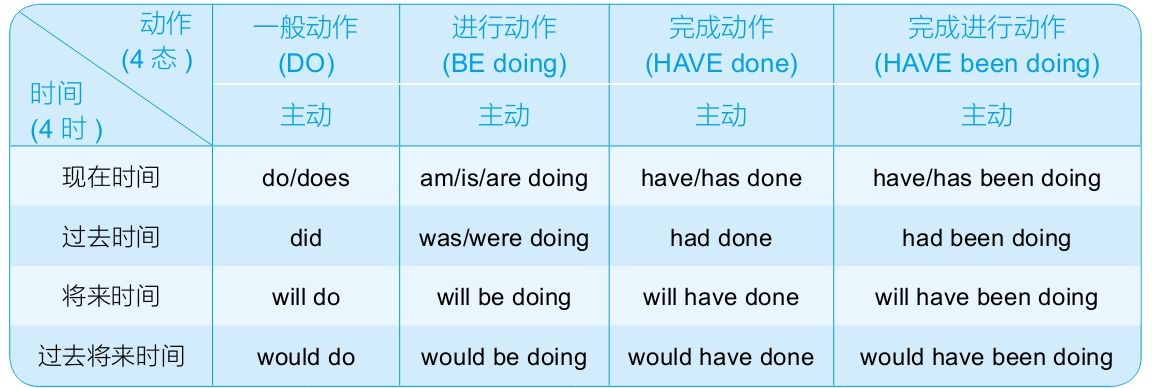 动作 一般动作 进行动作 完成动作 完成进行动作
(4 态 ) (DO) (BE doing) (HAVE done) (HAVE been doing)
时间
(4 时 ) 主动 主动 主动 主动
现在时间 do/does am/is/are doing have/has done have/has been doing
过去时间 did was/were doing had done had been doing
将来时间 will do will be doing will have done will have been doing
过去将来时间 would do would be doing would have done would have been doing